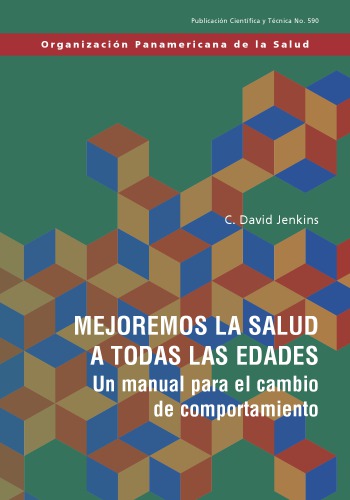 Publicación Científica y Técnica No. 590
Organización Panamericana de la Salud
C. David Jenkins
MEJOREMOS LA SALUD
A TODAS LAS EDADES
Un manual para el cambio
de comportamiento